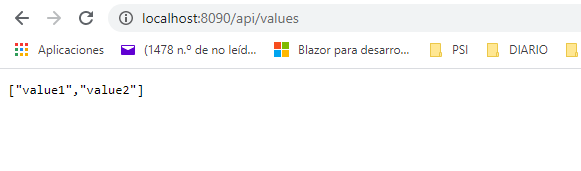 localhost:8090/api/values
Aplicaciones (1478 n.º de no leíd... Blazor para desarro... PSI DIARIO
["value1","value2"]